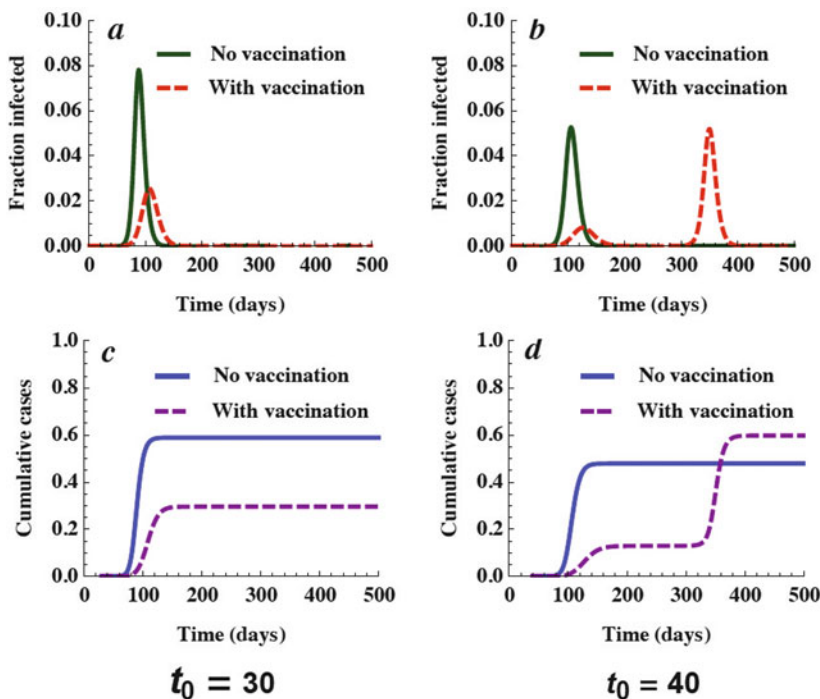 a
No vaccination
With vaccination
Fraction infected
0.10
0.08
0.06
0.04
0.02
0.00
0 100 200 300 400 500
Time (days)
b
No vaccination
With vaccination
Fraction infected
0.10
0.08
0.06
0.04
0.02
0.00
0 100 200 300 400 500
Time (days)
c
No vaccination
With vaccination
Cumulative cases
1.0
0.8
0.6
0.4
0.2
0.0
0 100 200 300 400 500
Time (days)
d
No vaccination
With vaccination
Cumulative cases
1.0
0.8
0.6
0.4
0.2
0.0
0 100 200 300 400 500
Time (days)
t₀ = 30
t₀ = 40